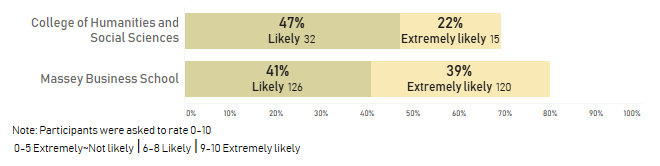 College of Humanities and
Social Sciences
47%
Likely 32
22%
Extremely likely 15
Massey Business School
41%
Likely 126
39%
Extremely likely 120
0% 10% 20% 30% 40% 50% 60% 70% 80% 90% 100%
Note: Participants were asked to rate 0-10
0-5 Extremely~Not likely | 6-8 Likely | 9-10 Extremely likely